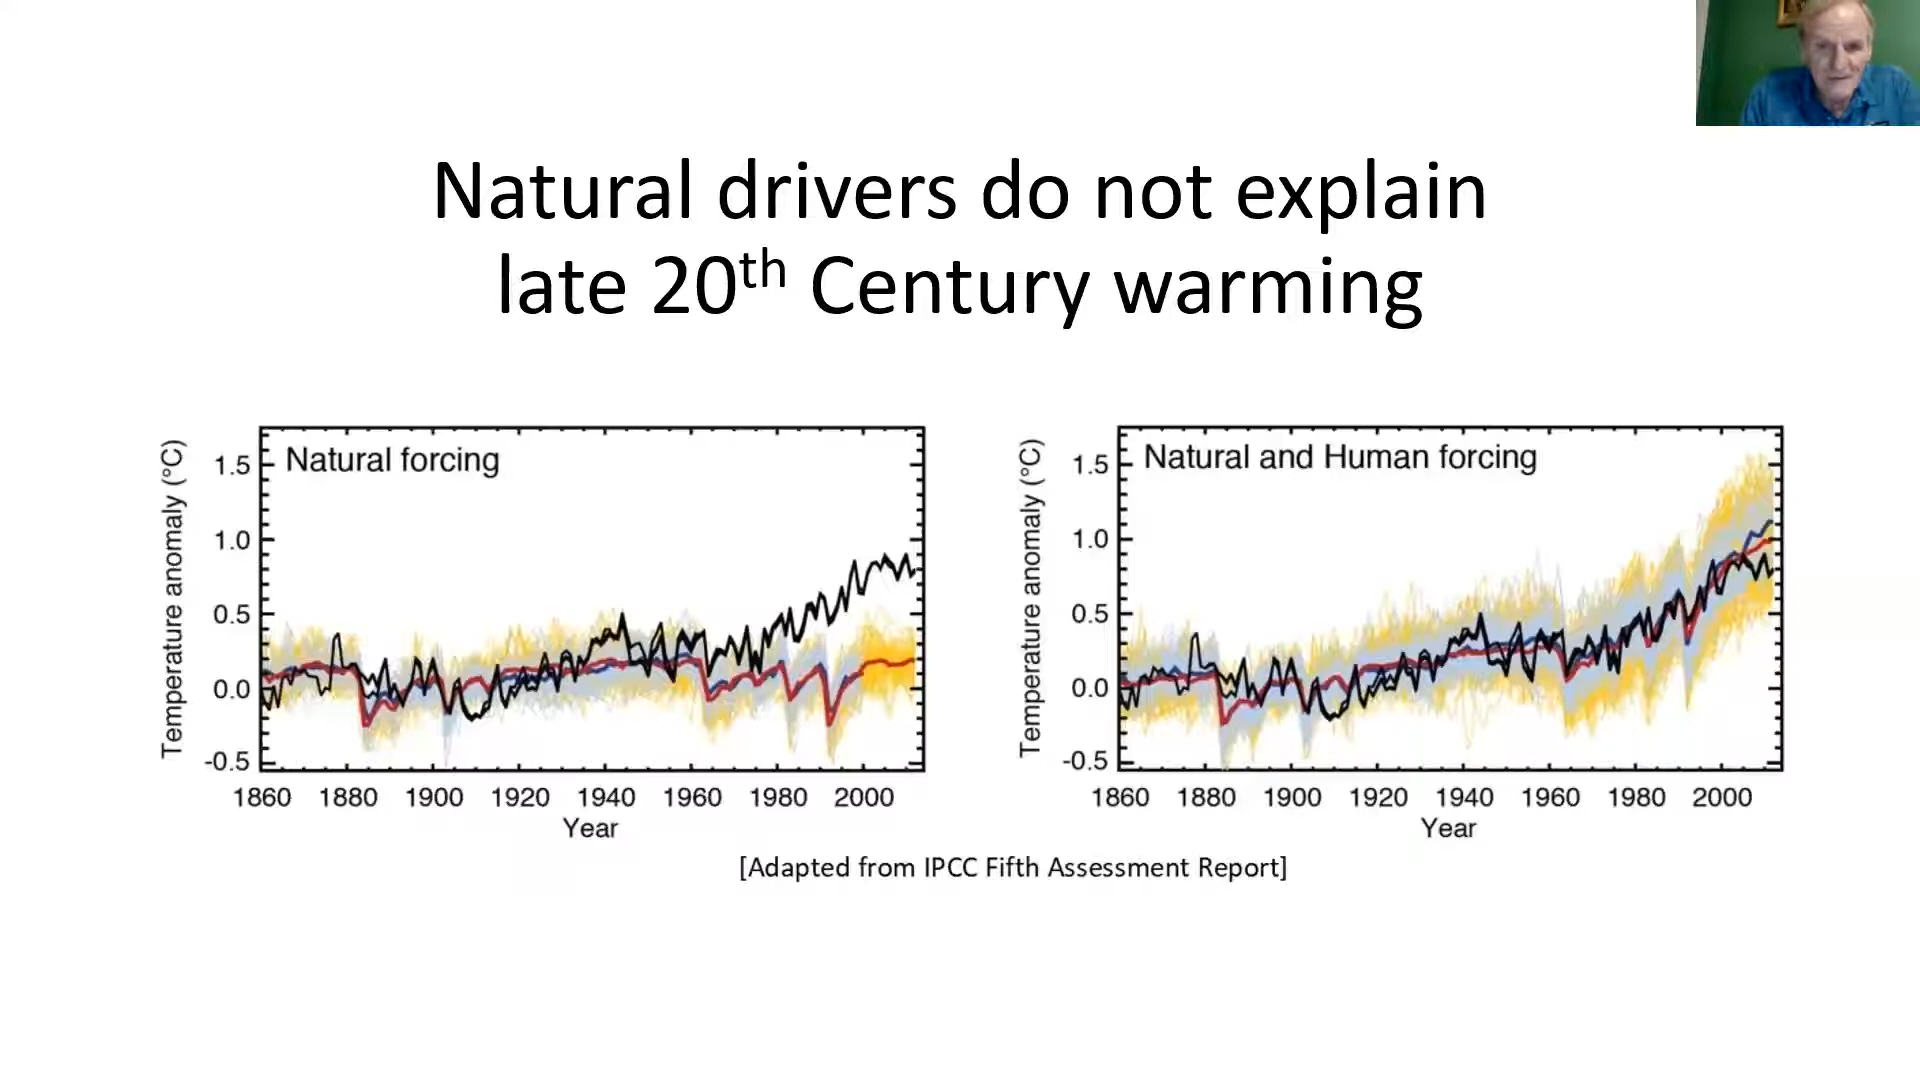 Natural drivers do not explain
late 20th Century warming
Temperature anomaly (°C)
Natural forcing
1.5
1.0
0.5
0.0
-0.5
1860 1880 1900 1920 1940 1960 1980 2000
Year
Temperature anomaly (°C)
Natural and Human forcing
1.5
1.0
0.5
0.0
-0.5
1860 1880 1900 1920 1940 1960 1980 2000
Year
[Adapted from IPCC Fifth Assessment Report]